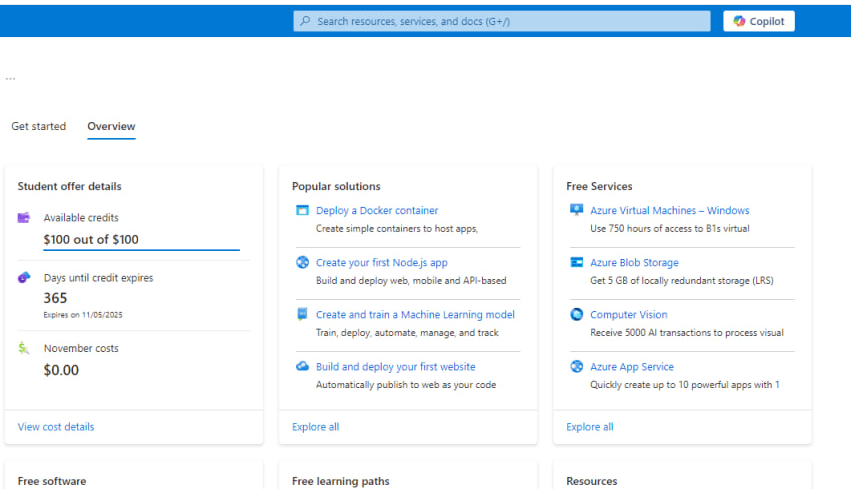 Search resources, services, and docs (G+/)
Copilot
...
Get started
Overview
Student offer details
Available credits
$100 out of $100
Days until credit expires
365
Expires on 11/05/2025
November costs
$0.00
View cost details
Popular solutions
Deploy a Docker container
Create simple containers to host apps,
Create your first Node.js app
Build and deploy web, mobile and API-based
Create and train a Machine Learning model
Train, deploy, automate, manage, and track
Build and deploy your first website
Automatically publish to web as your code
Explore all
Free Services
Azure Virtual Machines – Windows
Use 750 hours of access to B1s virtual
Azure Blob Storage
Get 5 GB of locally redundant storage (LRS)
Computer Vision
Receive 5000 AI transactions to process visual
Azure App Service
Quickly create up to 10 powerful apps with 1
Explore all
Free software
Free learning paths
Resources